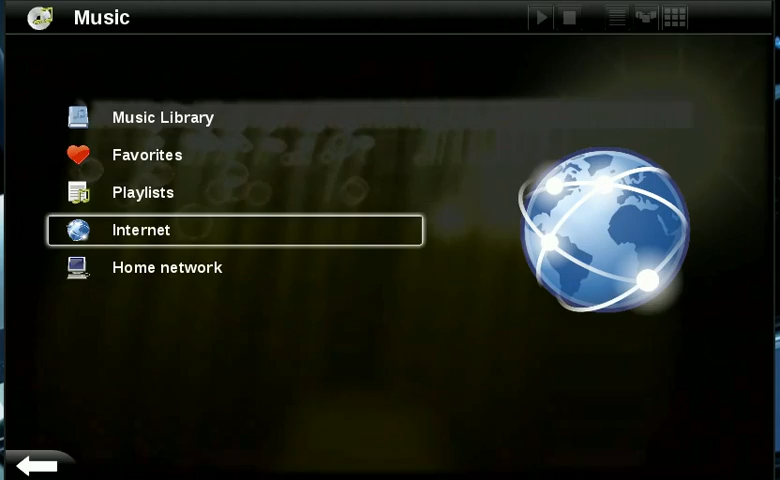 Music
Music Library
Favorites
Playlists
Internet
Home network